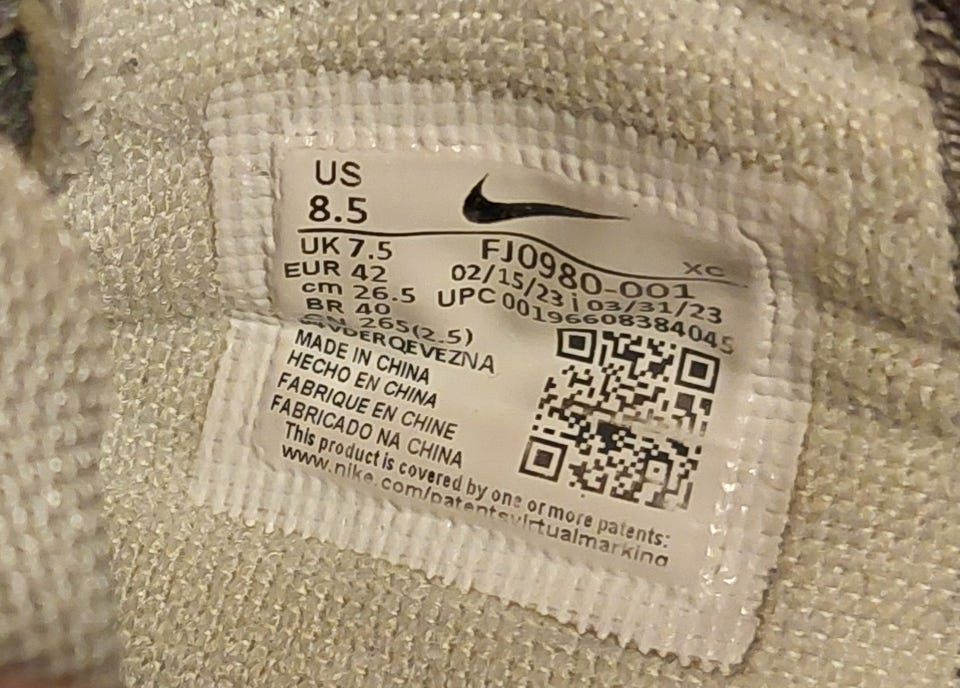 US
8.5
XC
UK 7.5
FJ0980-001
EUR 42
02/15/23 i 03/31/23
cm 26.5
UPC 00196608384045
BR 40
CN 265(2.5)
MADE IN CHINA
HECHO EN CHINA
FABRIQUE EN CHINE
FABRICADO NA CHINA
This product is covered by one or more patents:
www.nike.com/patentsvirtualmarking